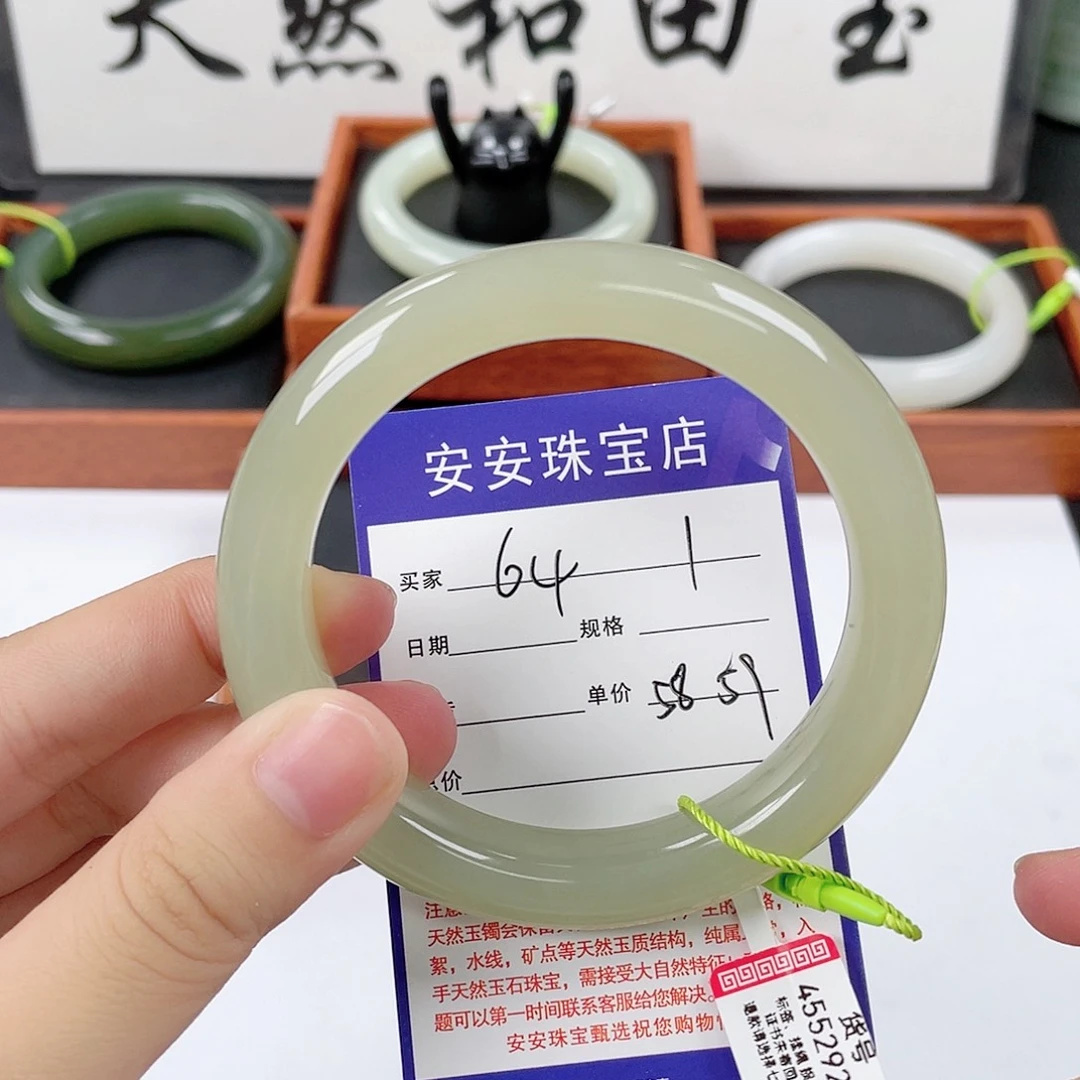 天然和田玉
安安珠宝店
买家 64 1
日期 规格
单价 58 59
价
注意
天然玉镯会保留
絮，水线，矿点等天然玉质结构，纯属
手天然玉石珠宝，需接受大自然特征
题可以第一时间联系客服给您解决。
安安珠宝甄选祝您购物
货号
455292